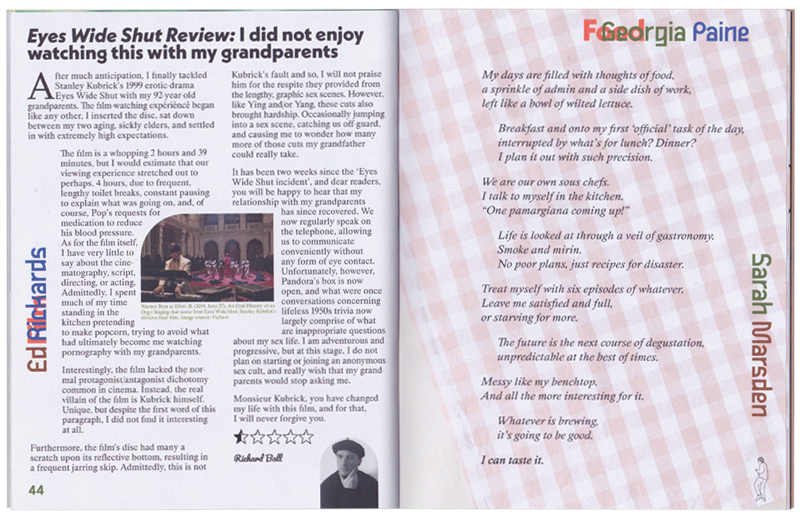 Eyes Wide Shut Review: I did not enjoy
watching this with my grandparents
After much anticipation, I finally tackled
Stanley Kubrick's 1999 erotic-drama
Eyes Wide Shut with my 92-year-old
grandparents. The film-watching experience began
like any other, I inserted the disc, sat down
between my two aging, sickly elders, and settled
in with extremely high expectations.
The film is a whopping 2 hours and 39
minutes, but I would estimate that our
viewing experience stretched out to
perhaps, 4 hours, due to frequent,
lengthy toilet breaks, constant pausing
to explain what was going on, and, of
course, Pop's requests for
medication to reduce
his blood pressure.
As for the film itself,
I have very little to
say about the cine-
matography, script,
directing, or acting.
Admittedly, I spent
much of my time
standing in the
kitchen pretending
to make popcorn, trying to avoid what
had ultimately become me watching
pornography with my grandparents.
Interestingly, the film lacked the nor-
mal protagonist/antagonist dichotomy
common in cinema. Instead, the real
villain of the film is Kubrick himself.
Unique, but despite the first word of this
paragraph, I did not find it interesting
at all.
Furthermore, the film's disc had many a
scratch upon its reflective bottom, resulting in
a frequent jarring skip. Admittedly, this is not
Kubrick's fault and so, I will not praise
him for the respite they provided from
the lengthy, graphic sex scenes. However,
like Ying and/or Yang, these cuts also
brought hardship. Occasionally jumping
into a sex scene, catching us off-guard,
and causing me to wonder how many
more of those cuts my grandfather
could really take.
It has been two weeks since the 'Eyes
Wide Shut incident', and dear readers,
you will be happy to hear that my
relationship with my grandparents
has since recovered. We
now regularly speak on
the telephone, allowing
us to communicate
conveniently without
any form of eye contact.
Unfortunately, however,
Pandora's box is now
open, and what were once
conversations concerning
lifeless 1950s trivia now
largely comprise of what
are inappropriate questions
about my sex life. I am adventurous and
progressive, but at this stage, I do not
plan on starting or joining an anonymous
sex cult, and really wish that my grand-
parents would stop asking me.
Monsieur Kubrick, you have changed
my life with this film, and for that,
I will never forgive you.
Richard Ball
Ed Rickards
44
Georgia Paine
My days are filled with thoughts of food,
a sprinkle of admin and a side dish of work,
left like a bowl of wilted lettuce.
Breakfast and onto my first 'official' task of the day,
interrupted by what's for lunch? Dinner?
I plan it out with such precision.
We are our own sous chefs.
I talk to myself in the kitchen.
"One pamargiana coming up!"
Life is looked at through a veil of gastronomy.
Smoke and mirin.
No poor plans, just recipes for disaster.
Treat myself with six episodes of whatever.
Leave me satisfied and full,
or starving for more.
The future is the next course of degustation,
unpredictable at the best of times.
Messy like my benchtop.
And all the more interesting for it.
Whatever is brewing,
it's going to be good.
I can taste it.
Sarah Marsden